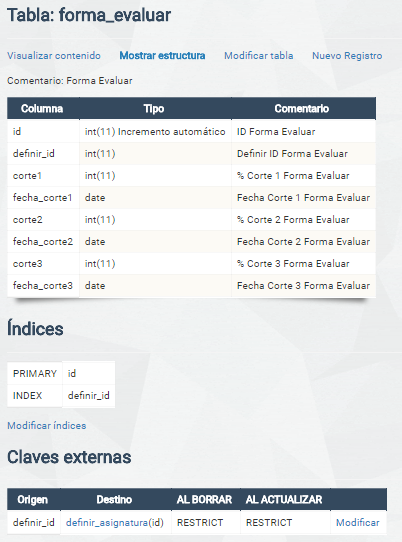 Tabla: forma_evaluar
Visualizar contenido Mostrar estructura Modificar tabla Nuevo Registro
Comentario: Forma Evaluar
Columna Tipo Comentario
id int(11) Incremento automático ID Forma Evaluar
definir_id int(11) Definir ID Forma Evaluar
corte1 int(11) % Corte 1 Forma Evaluar
fecha_corte1 date Fecha Corte 1 Forma Evaluar
corte2 int(11) % Corte 2 Forma Evaluar
fecha_corte2 date Fecha Corte 2 Forma Evaluar
corte3 int(11) % Corte 3 Forma Evaluar
fecha_corte3 date Fecha Corte 3 Forma Evaluar
Índices
PRIMARY id
INDEX definir_id
Modificar índices
Claves externas
Origen Destino AL BORRAR AL ACTUALIZAR
definir_id definir_asignatura(id) RESTRICT RESTRICT Modificar